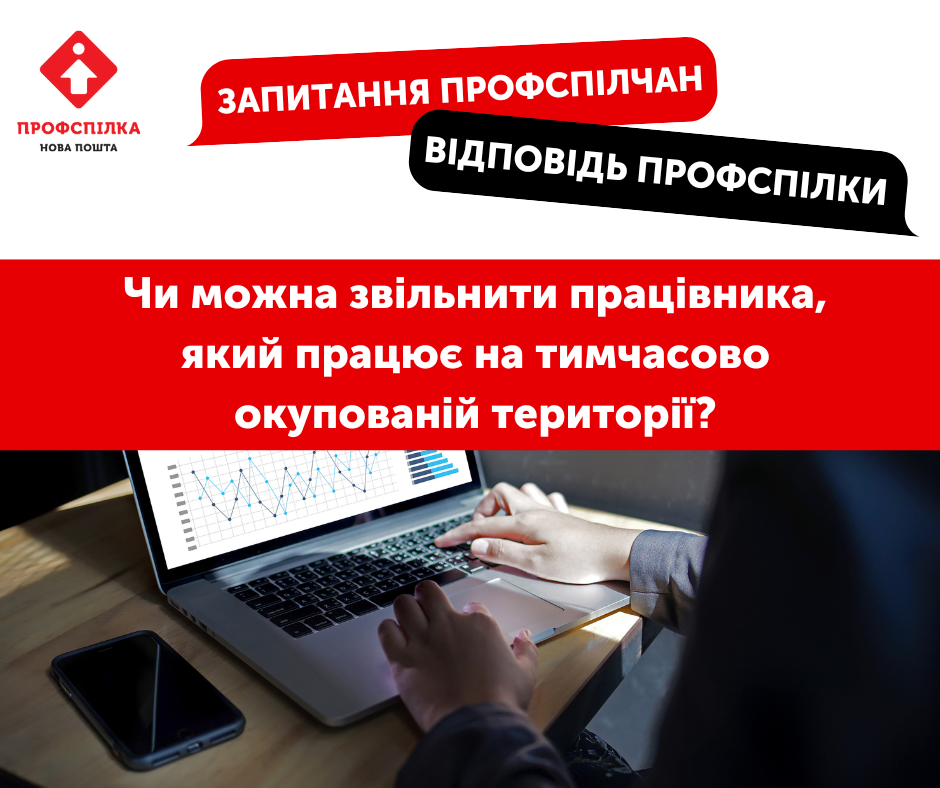 ПРОФСПІЛКА
НОВА ПОШТА
ЗАПИТАННЯ ПРОФСПІЛЧАН
ВІДПОВІДЬ ПРОФСПІЛКИ
Чи можна звільнити працівника,
який працює на тимчасово
окупованій території?